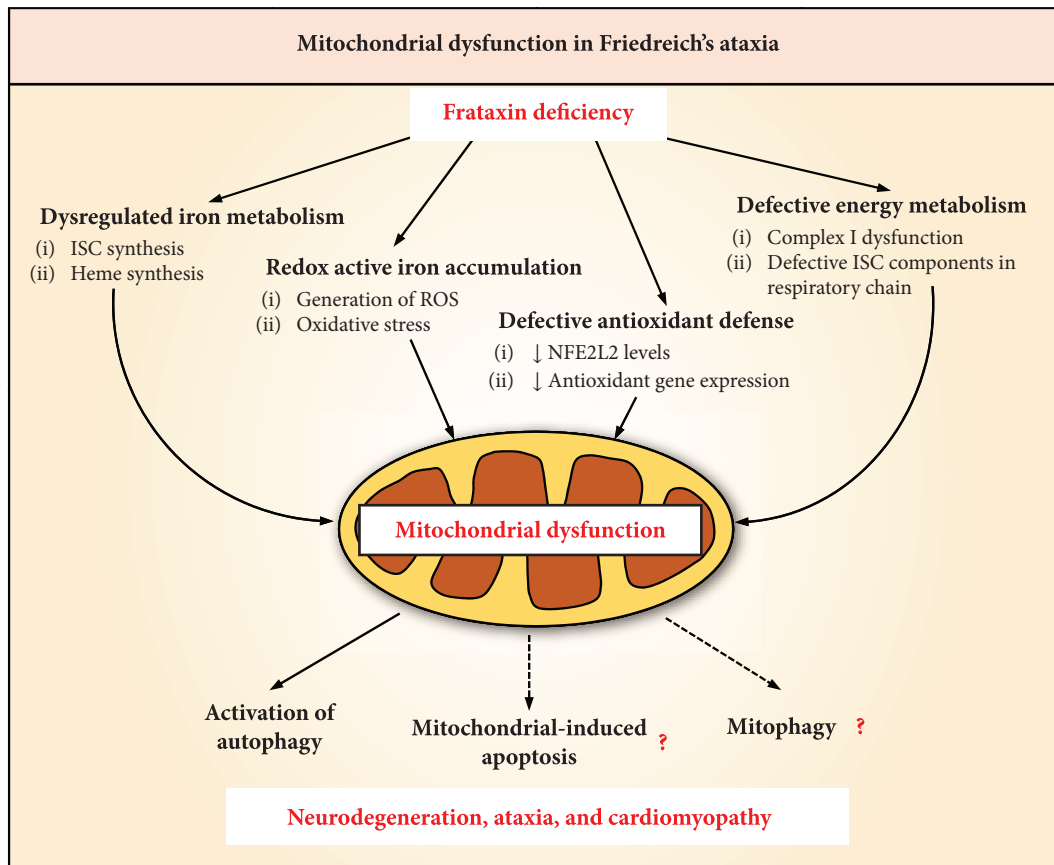 Mitochondrial dysfunction in Friedreich's ataxia
Frataxin deficiency
Dysregulated iron metabolism
(i) ISC synthesis
(ii) Heme synthesis
Redox active iron accumulation
(i) Generation of ROS
(ii) Oxidative stress
Defective antioxidant defense
(i) ↓ NFE2L2 levels
(ii) ↓ Antioxidant gene expression
Defective energy metabolism
(i) Complex I dysfunction
(ii) Defective ISC components in
respiratory chain
Mitochondrial dysfunction
Activation of
autophagy
Mitochondrial-induced
apoptosis ?
Mitophagy ?
Neurodegeneration, ataxia, and cardiomyopathy